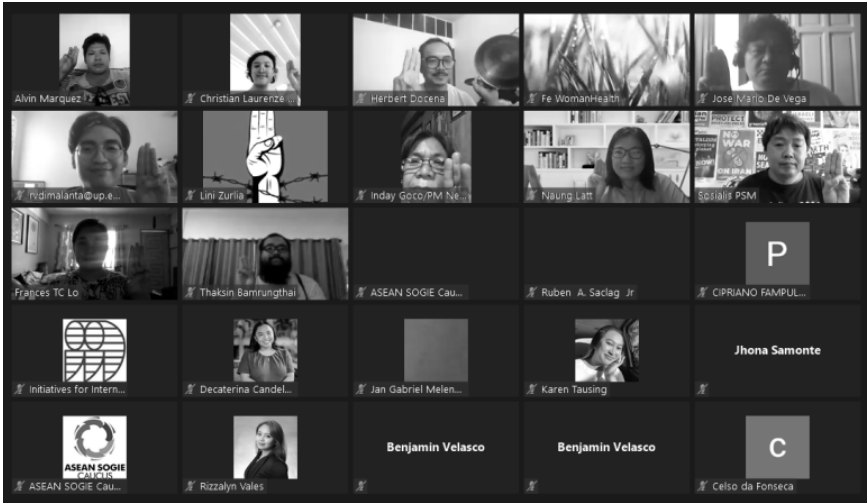 Alvin Marquez
Christian Laurenze ...
Herbert Docena
Fe WomanHealth
Jose Mario De Vega
rvdimalanta@up.e...
Lini Zurlia
Inday Goco/PM Ne...
Naung Latt
NO
WAR
ON IRAN
PROTECT
Sosialis PSM
Frances TC Lo
Thaksin Bamrungthai
ASEAN SOGIE Cau...
Ruben A. Saclag Jr
P
CIPRIANO FAMPUL...
Initiatives for Intern...
Decaterina Candel...
Jan Gabriel Melen...
Karen Tausing
Jhona Samonte
ASEAN SOGIE
CAUCUS
ASEAN SOGIE Cau...
Rizzalyn Vales
Benjamin Velasco
Benjamin Velasco
C
Celso da Fonseca